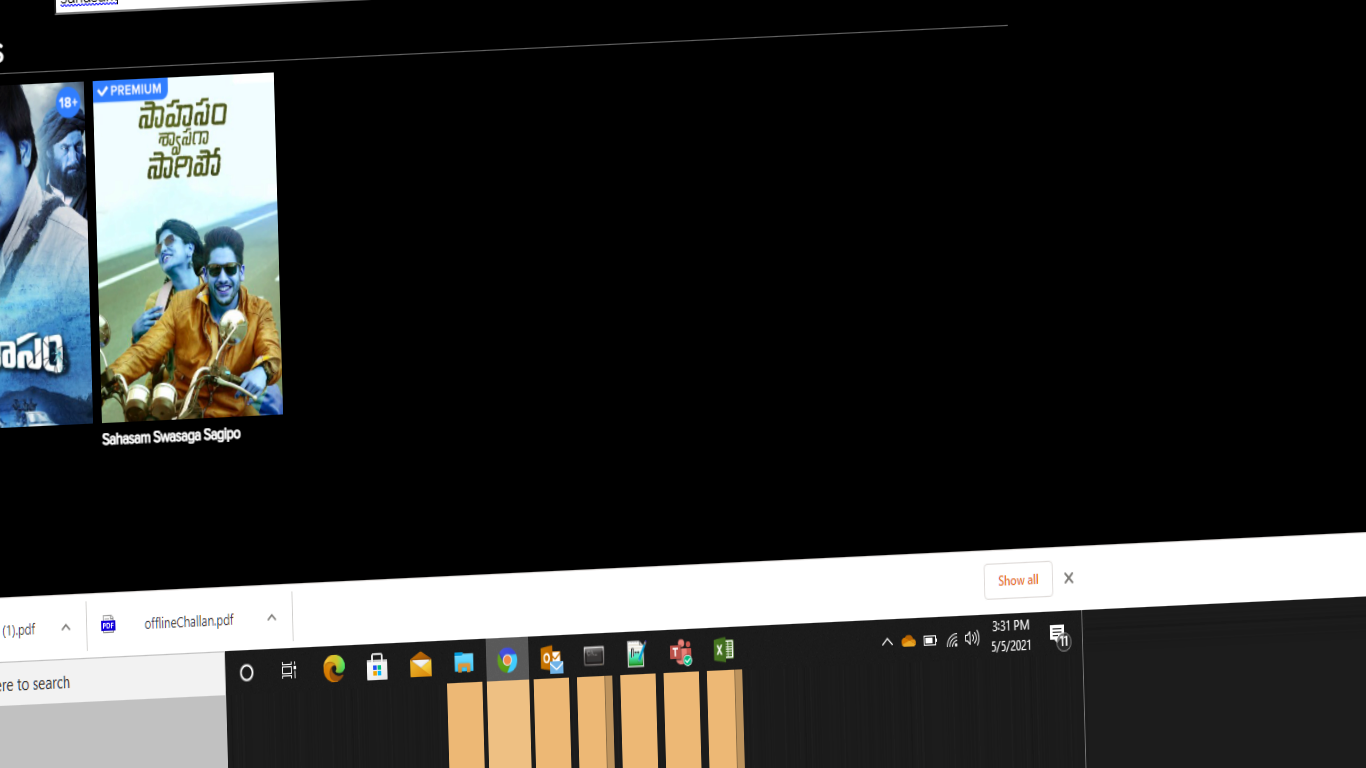 S
18+
PREMIUM
సాహసం
శ్వాసగా
సాగిపో
Sahasam Swasaga Sagipo
Show all
(1).pdf
PDF
offlineChallan.pdf
3:31 PM
5/5/2021
11
ere to search